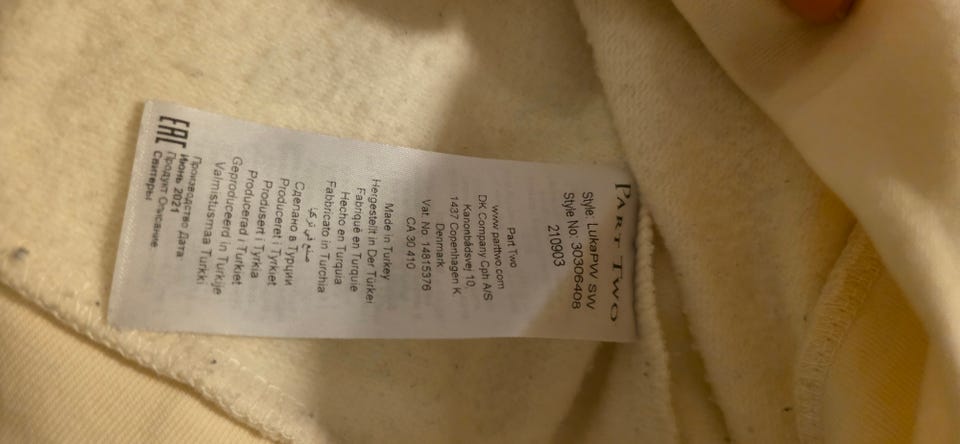 PART TWO
Style: LukaPW SW
Style No: 30306408
210903
Part Two
www.parttwo.com
DK Company Cph A/S
Kanonbådsvej 10,
1437 Copenhagen K
Denmark
Vat. No. 14815376
CA 30 410
Made in Turkey
Hergestellt in Der Türkei
Fabriqué en Turquie
Hecho en Turquia
Fabbricato in Turchia
صنع في تركيا
Сделано в Турции
Produceret i Tyrkiet
Produsert i Tyrkia
Producerad i Turkiet
Geproduceerd in Turkije
Valmistusmaa Turkki
Производство Дата:
Июнь 2021
Продукт Описание:
Свитеры
EAC